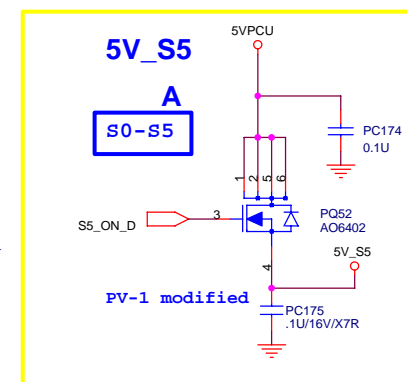 5VPCU
5V_S5
A
S0-S5
PC174
0.1U
1
2
5
6
S5_ON_D
3
PQ52
AO6402
4
5V_S5
PV-1 modified
PC175
.1U/16V/X7R